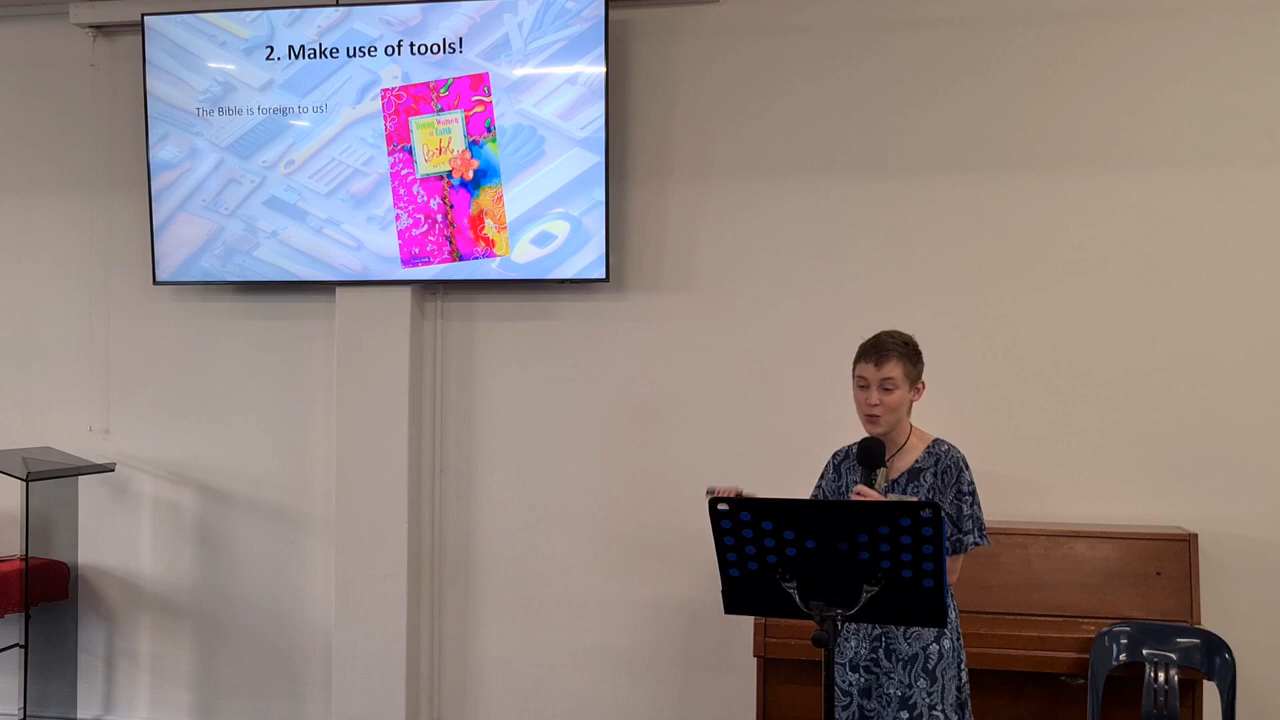 2. Make use of tools!
The Bible is foreign to us!
Young Women
of Faith
Bible